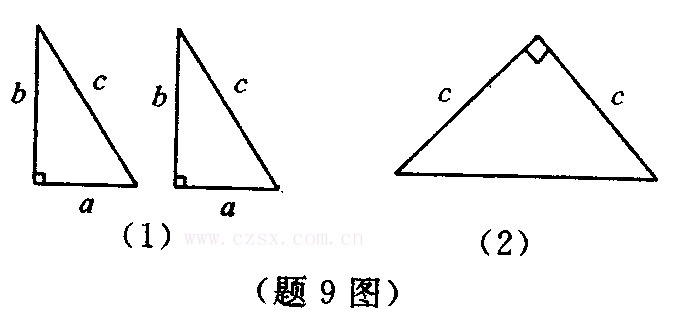 b c b c c c
a a
(1) www.czsx.com.cn (2)
(题9图)